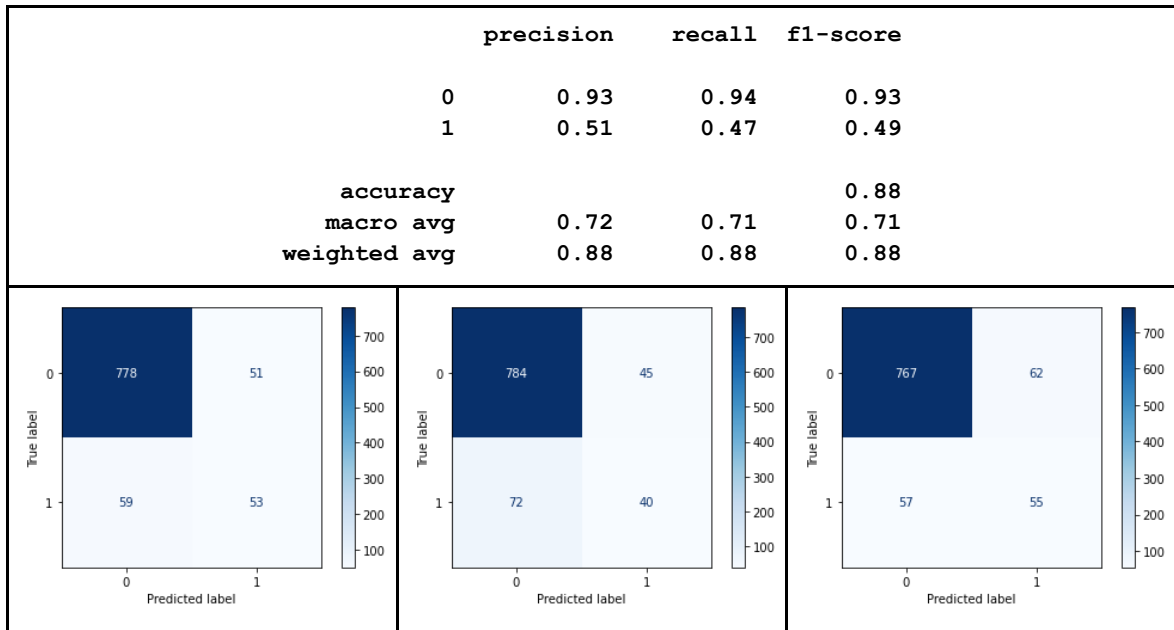 precision recall f1-score
0 0.93 0.94 0.93
1 0.51 0.47 0.49
accuracy 0.88
macro avg 0.72 0.71 0.71
weighted avg 0.88 0.88 0.88
0 778 51
1 59 53
0 1
True label
Predicted label
700
600
500
400
300
200
100
0 784 45
1 72 40
0 1
True label
Predicted label
700
600
500
400
300
200
100
0 767 62
1 57 55
0 1
True label
Predicted label
700
600
500
400
300
200
100